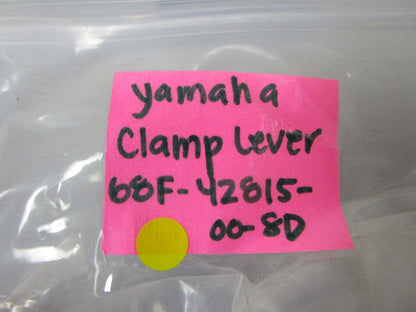 yamaha
Clamp Lever
68F-42815-
00-8D